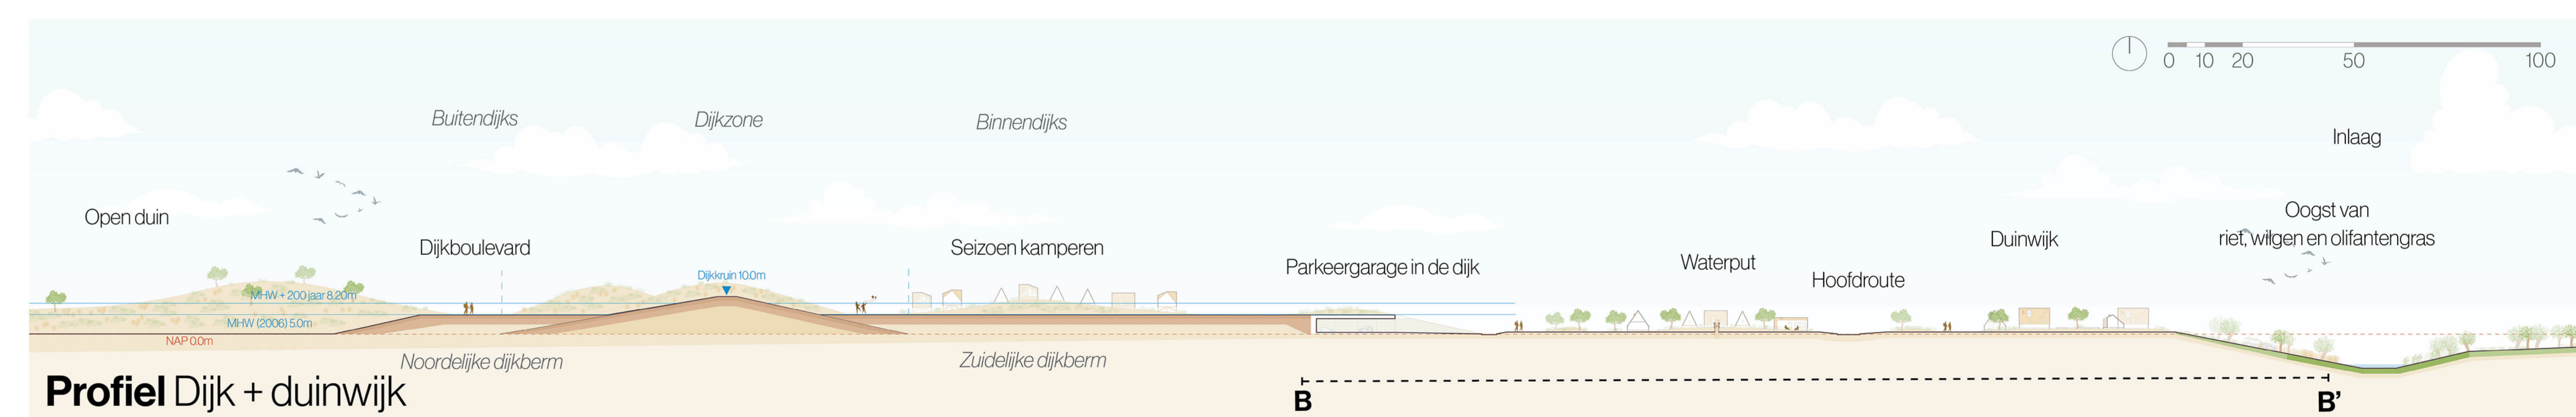 0 10 20 50 100
Buitendijks
Dijkzone
Binnendijks
Inlaag
Open duin
Dijkboulevard
Seizoen kamperen
Parkeergarage in de dijk
Waterput
Hoofdroute
Duinwijk
Oogst van
riet, wilgen en olifantengras
Dijkkruin 10.0m
MHW + 200 jaar 8.20m
MHW (2006) 5.0m
NAP 0.0m
Noordelijke dijkberm
Zuidelijke dijkberm
Profiel Dijk + duinwijk
B
B’